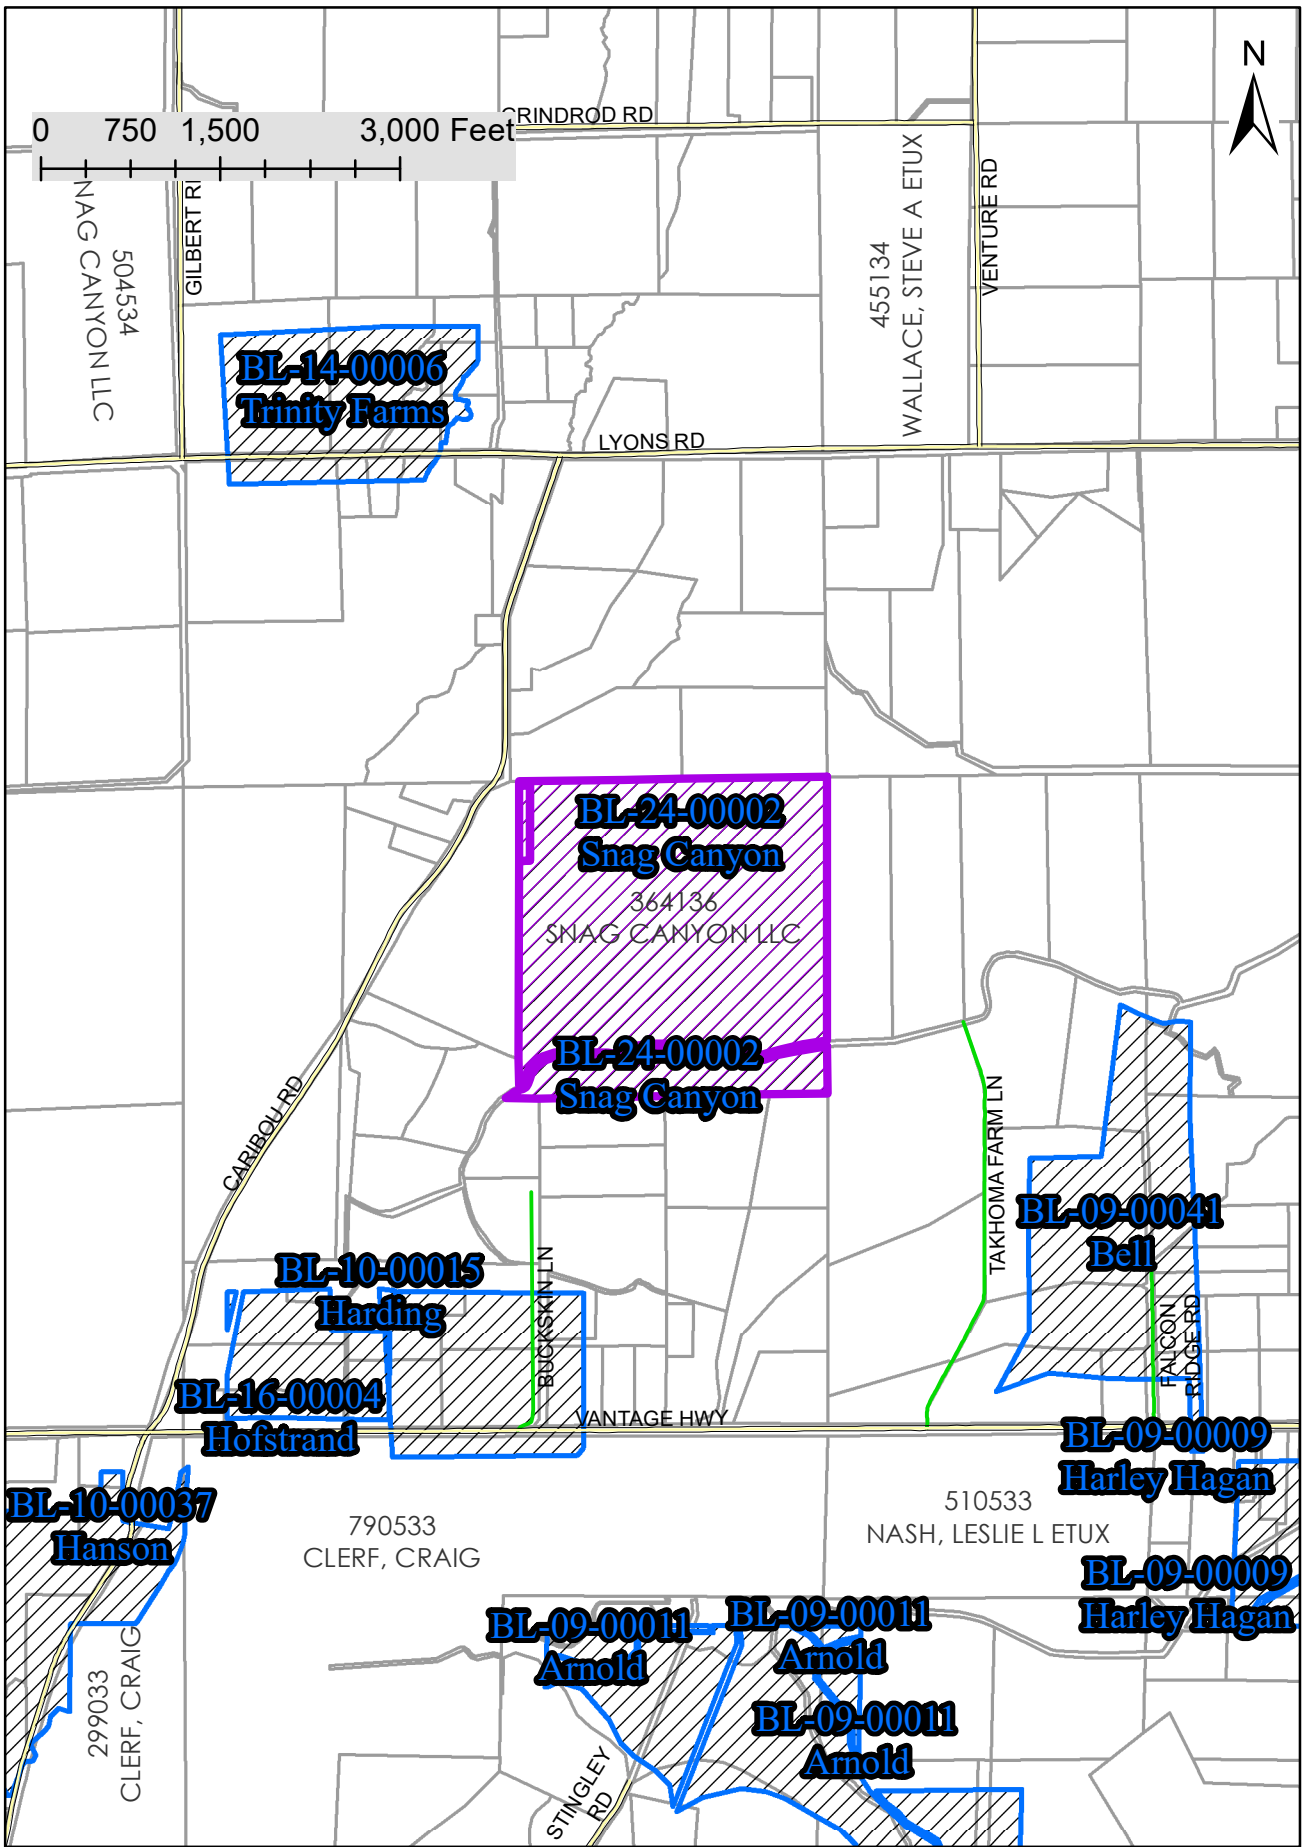 N
0 750 1,500 3,000 Feet
GRINDROD RD
GILBERT
504534
NAG CANYON LLC
455134
WALLACE, STEVE A ETUX
VENTURE RD
BL-14-00006
Trinity Farms
LYONS RD
BL-24-00002
Snag Canyon
364136
SNAG CANYON LLC
BL-24-00002
Snag Canyon
CARIBOU RD
TAKHOMA FARM LN
BL-09-00041
Bell
BL-10-00015
Harding
BUCKSKIN LN
FALCON
RIDGE RD
BL-16-00004
Hofstrand
VANTAGE HWY
BL-09-00009
Harley Hagan
BL-10-00037
Hanson
790533
CLERF, CRAIG
510533
NASH, LESLIE L ETUX
BL-09-00009
Harley Hagan
BL-09-00011
Arnold
BL-09-00011
Arnold
299033
CLERF, CRAIG
BL-09-00011
Arnold
STINGLEY
RD